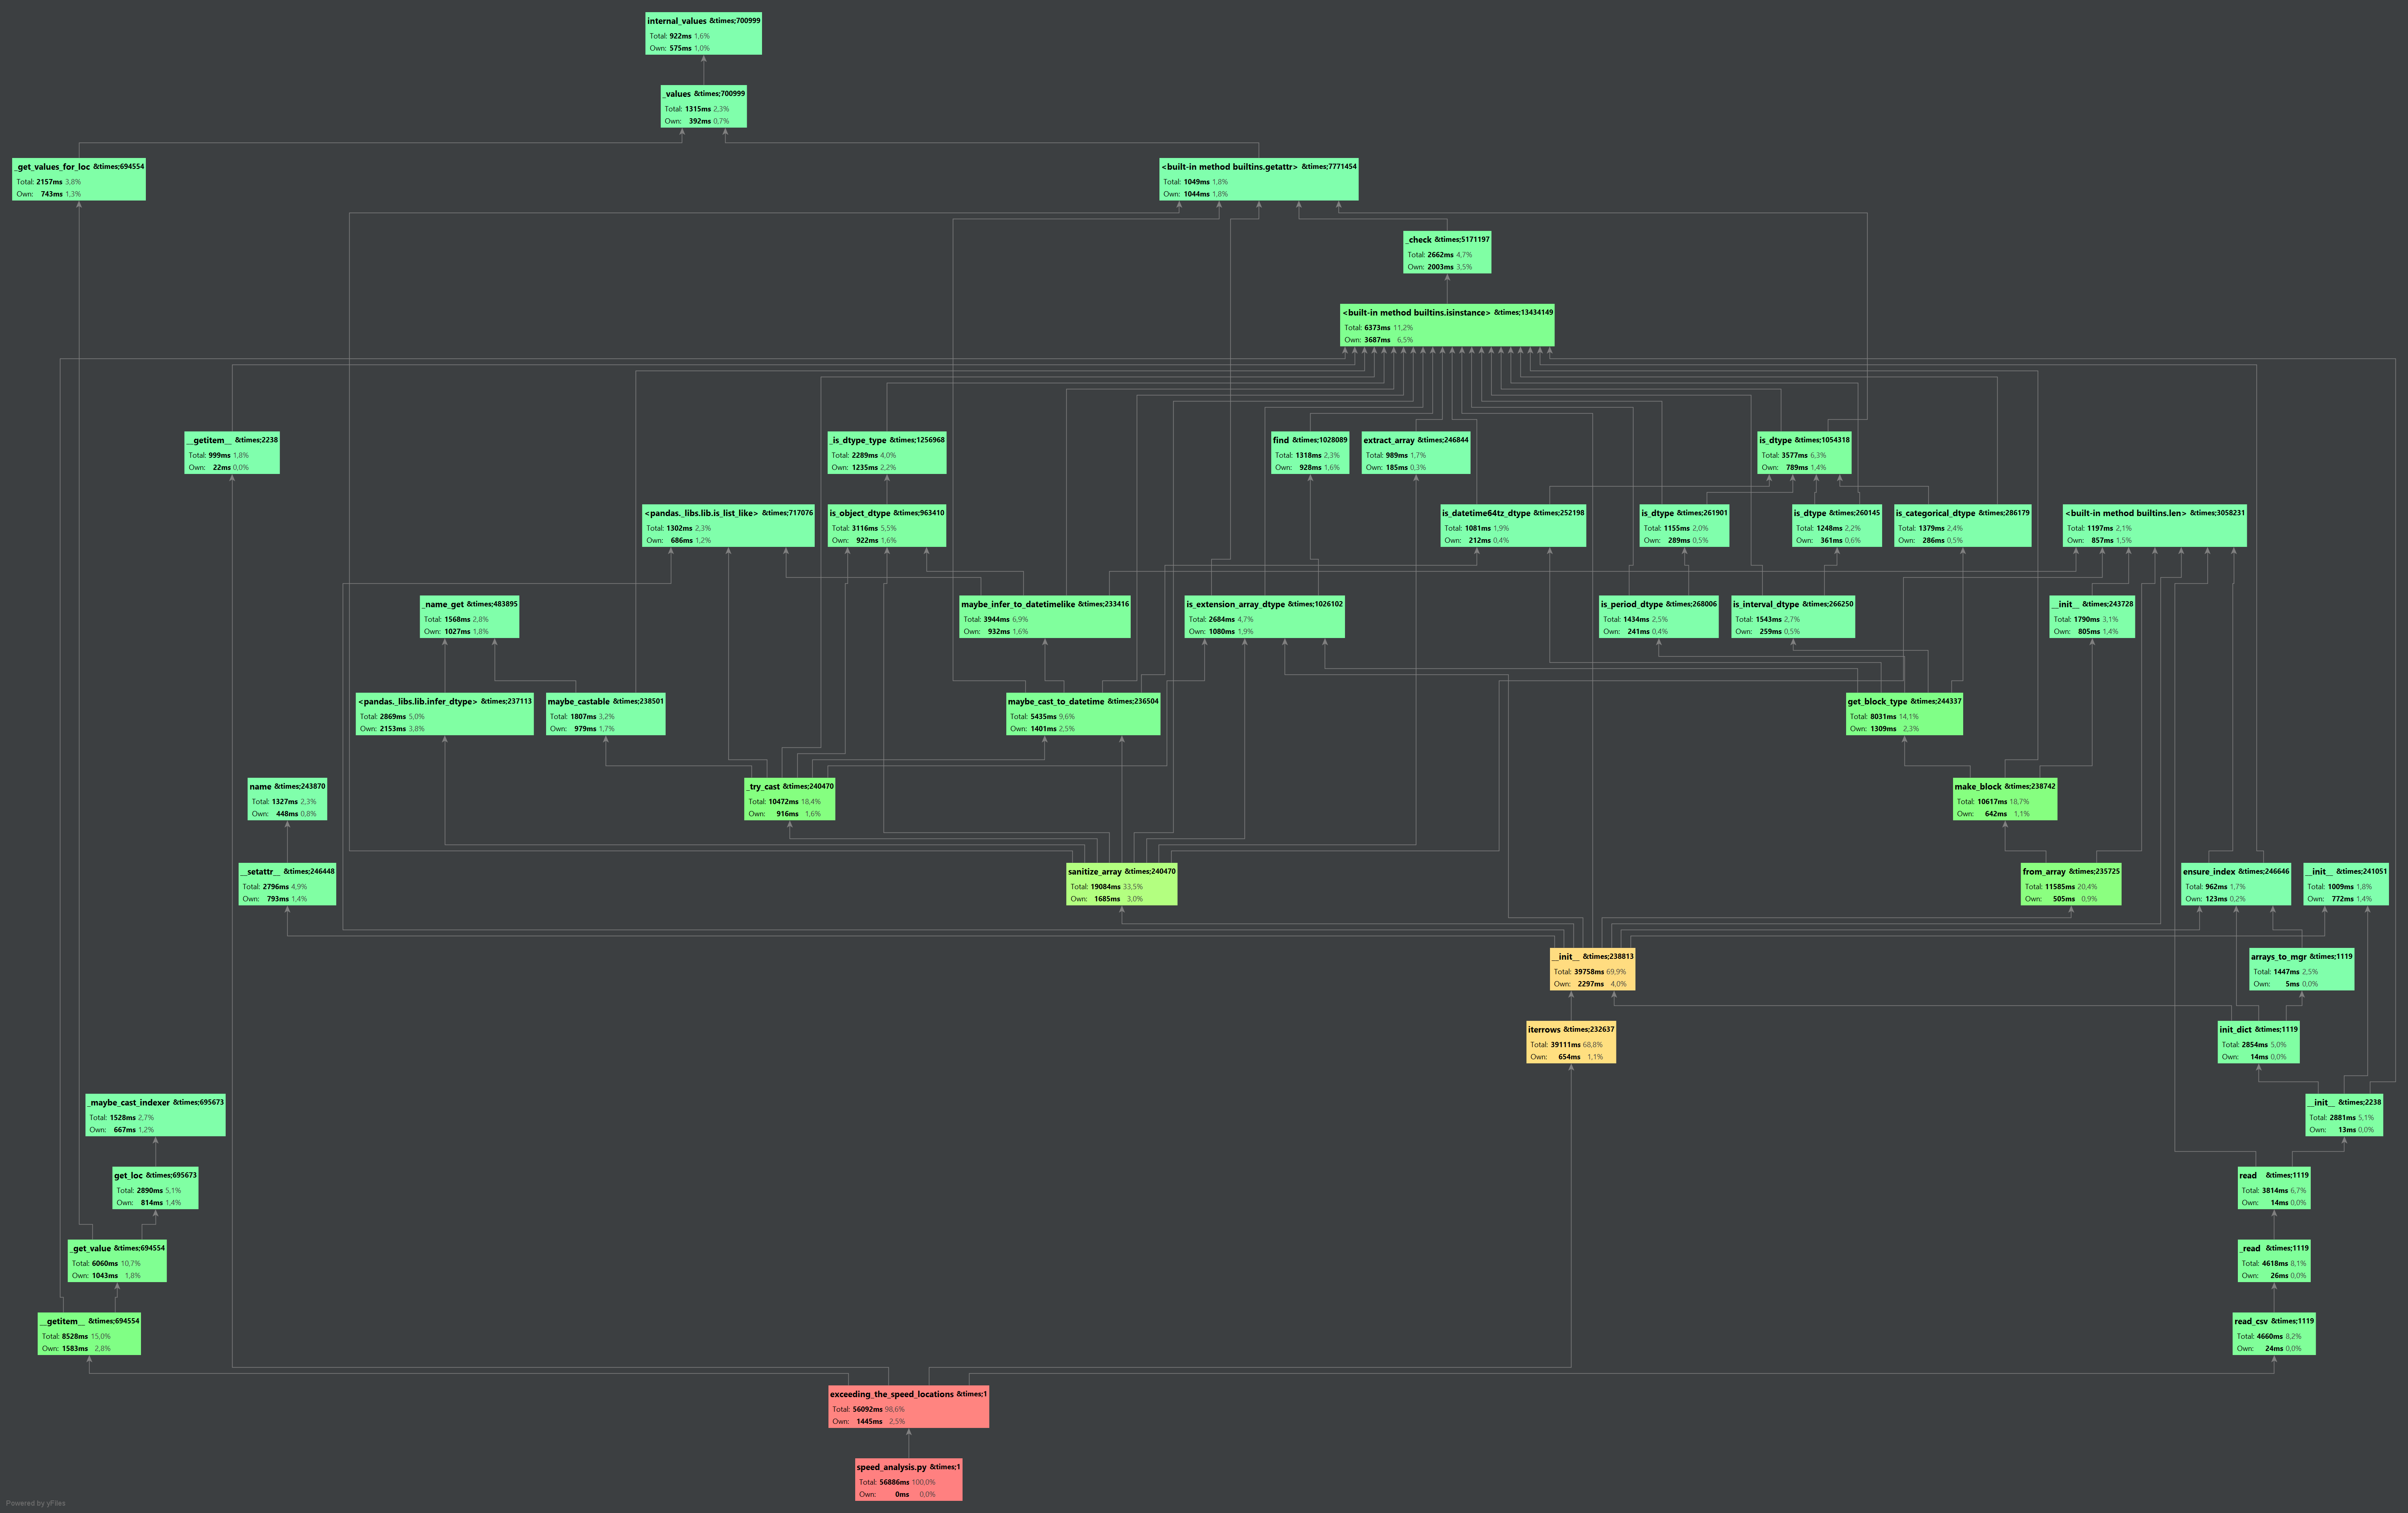 internal_values &times;700999
Total: 922ms 1,6%
Own: 575ms 1,0%
_values &times;700999
Total: 1315ms 2,3%
Own: 392ms 0,7%
_get_values_for_loc &times;694554
Total: 2157ms 3,8%
Own: 743ms 1,3%
<built-in method builtins.getattr> &times;7771454
Total: 1049ms 1,8%
Own: 1044ms 1,8%
_check &times;5171197
Total: 2662ms 4,7%
Own: 2003ms 3,5%
<built-in method builtins.isinstance> &times;13434149
Total: 6373ms 11,2%
Own: 3687ms 6,5%
__getitem__ &times;2238
Total: 999ms 1,8%
Own: 22ms 0,0%
_is_dtype_type &times;1256968
Total: 2289ms 4,0%
Own: 1235ms 2,2%
find &times;1028089
Total: 1318ms 2,3%
Own: 928ms 1,6%
extract_array &times;246844
Total: 989ms 1,7%
Own: 185ms 0,3%
is_dtype &times;1054318
Total: 3577ms 6,3%
Own: 789ms 1,4%
<pandas._libs.lib.is_list_like> &times;717076
Total: 1302ms 2,3%
Own: 686ms 1,2%
is_object_dtype &times;963410
Total: 3116ms 5,5%
Own: 922ms 1,6%
is_datetime64tz_dtype &times;252198
Total: 1081ms 1,9%
Own: 212ms 0,4%
is_dtype &times;261901
Total: 1155ms 2,0%
Own: 289ms 0,5%
is_dtype &times;260145
Total: 1248ms 2,2%
Own: 361ms 0,6%
is_categorical_dtype &times;286179
Total: 1379ms 2,4%
Own: 286ms 0,5%
<built-in method builtins.len> &times;3058231
Total: 1197ms 2,1%
Own: 857ms 1,5%
_name_get &times;483895
Total: 1568ms 2,8%
Own: 1027ms 1,8%
maybe_infer_to_datetimelike &times;233416
Total: 3944ms 6,9%
Own: 932ms 1,6%
is_extension_array_dtype &times;1026102
Total: 2684ms 4,7%
Own: 1080ms 1,9%
is_period_dtype &times;268006
Total: 1434ms 2,5%
Own: 241ms 0,4%
is_interval_dtype &times;266250
Total: 1543ms 2,7%
Own: 259ms 0,5%
__init__ &times;243728
Total: 1790ms 3,1%
Own: 805ms 1,4%
<pandas._libs.lib.infer_dtype> &times;237113
Total: 2869ms 5,0%
Own: 2153ms 3,8%
maybe_castable &times;238501
Total: 1807ms 3,2%
Own: 979ms 1,7%
maybe_cast_to_datetime &times;236504
Total: 5435ms 9,6%
Own: 1401ms 2,5%
get_block_type &times;244337
Total: 8031ms 14,1%
Own: 1309ms 2,3%
name &times;243870
Total: 1327ms 2,3%
Own: 448ms 0,8%
_try_cast &times;240470
Total: 10472ms 18,4%
Own: 916ms 1,6%
make_block &times;238742
Total: 10617ms 18,7%
Own: 642ms 1,1%
__setattr__ &times;246448
Total: 2796ms 4,9%
Own: 793ms 1,4%
sanitize_array &times;240470
Total: 19084ms 33,5%
Own: 1685ms 3,0%
from_array &times;235725
Total: 11585ms 20,4%
Own: 505ms 0,9%
ensure_index &times;246646
Total: 962ms 1,7%
Own: 123ms 0,2%
__init__ &times;241051
Total: 1009ms 1,8%
Own: 772ms 1,4%
__init__ &times;238813
Total: 39758ms 69,9%
Own: 2297ms 4,0%
arrays_to_mgr &times;1119
Total: 1447ms 2,5%
Own: 5ms 0,0%
iterrows &times;232637
Total: 39111ms 68,8%
Own: 654ms 1,1%
init_dict &times;1119
Total: 2854ms 5,0%
Own: 14ms 0,0%
_maybe_cast_indexer &times;695673
Total: 1528ms 2,7%
Own: 667ms 1,2%
__init__ &times;2238
Total: 2881ms 5,1%
Own: 13ms 0,0%
get_loc &times;695673
Total: 2890ms 5,1%
Own: 814ms 1,4%
read &times;1119
Total: 3814ms 6,7%
Own: 14ms 0,0%
_get_value &times;694554
Total: 6060ms 10,7%
Own: 1043ms 1,8%
_read &times;1119
Total: 4618ms 8,1%
Own: 26ms 0,0%
__getitem__ &times;694554
Total: 8528ms 15,0%
Own: 1583ms 2,8%
read_csv &times;1119
Total: 4660ms 8,2%
Own: 24ms 0,0%
exceeding_the_speed_locations &times;1
Total: 56092ms 98,6%
Own: 1445ms 2,5%
speed_analysis.py &times;1
Total: 56886ms 100,0%
Own: 0ms 0,0%
Powered by yFiles